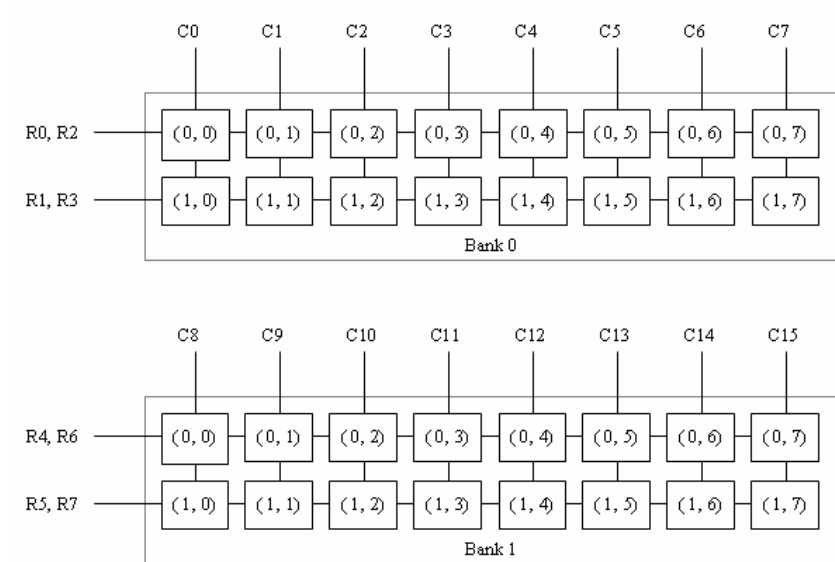 C0 C1 C2 C3 C4 C5 C6 C7
R0, R2 (0, 0) (0, 1) (0, 2) (0, 3) (0, 4) (0, 5) (0, 6) (0, 7)
R1, R3 (1, 0) (1, 1) (1, 2) (1, 3) (1, 4) (1, 5) (1, 6) (1, 7)
Bank 0
C8 C9 C10 C11 C12 C13 C14 C15
R4, R6 (0, 0) (0, 1) (0, 2) (0, 3) (0, 4) (0, 5) (0, 6) (0, 7)
R5, R7 (1, 0) (1, 1) (1, 2) (1, 3) (1, 4) (1, 5) (1, 6) (1, 7)
Bank 1